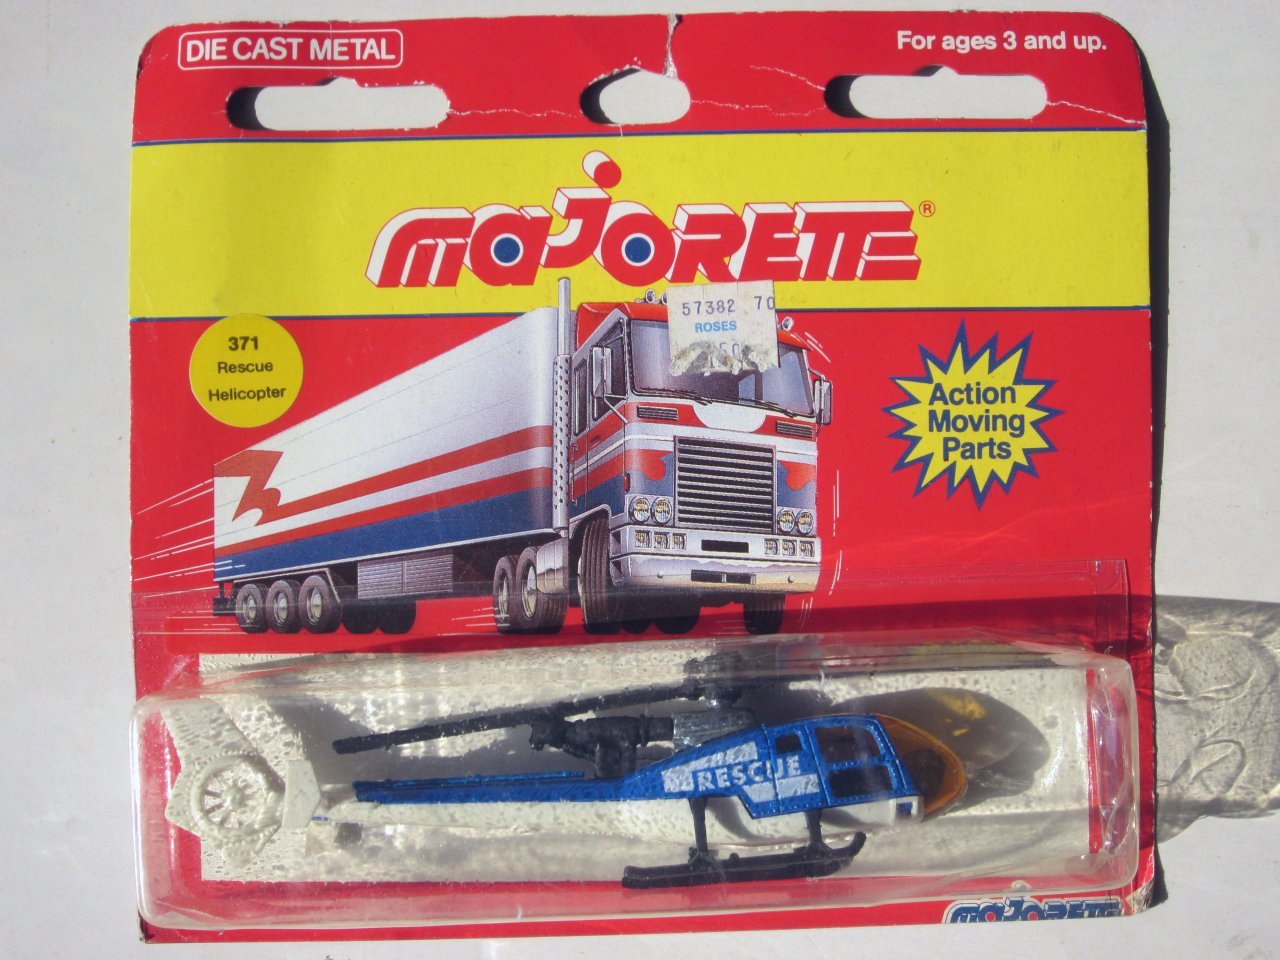 DIE CAST METAL
For ages 3 and up.
MAJORETTE ®
57382 70
ROSES
371
Rescue
Helicopter
Action
Moving
Parts
RESCUE
MAJORETTE